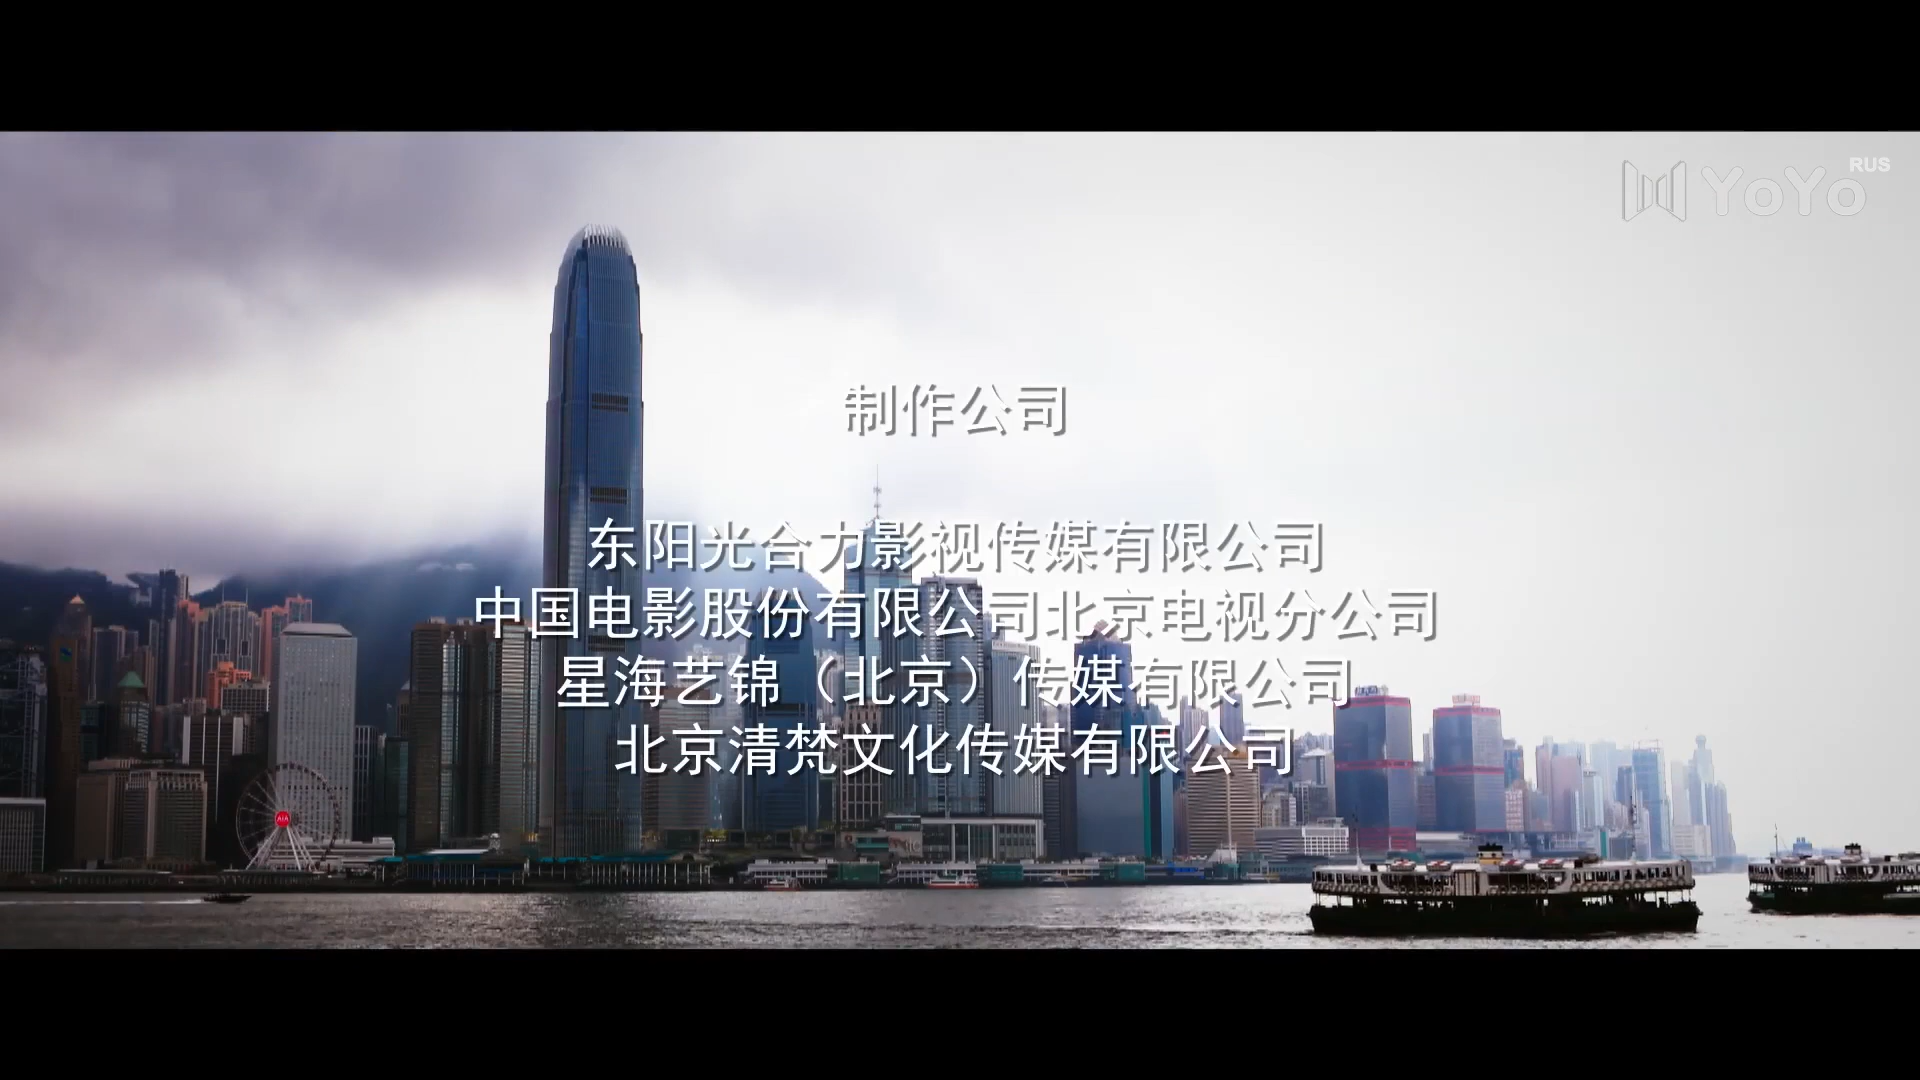 RUS
YoYo
制作公司
东阳光合力影视传媒有限公司
中国电影股份有限公司北京电视分公司
星海艺锦（北京）传媒有限公司
北京清梵文化传媒有限公司
AIA